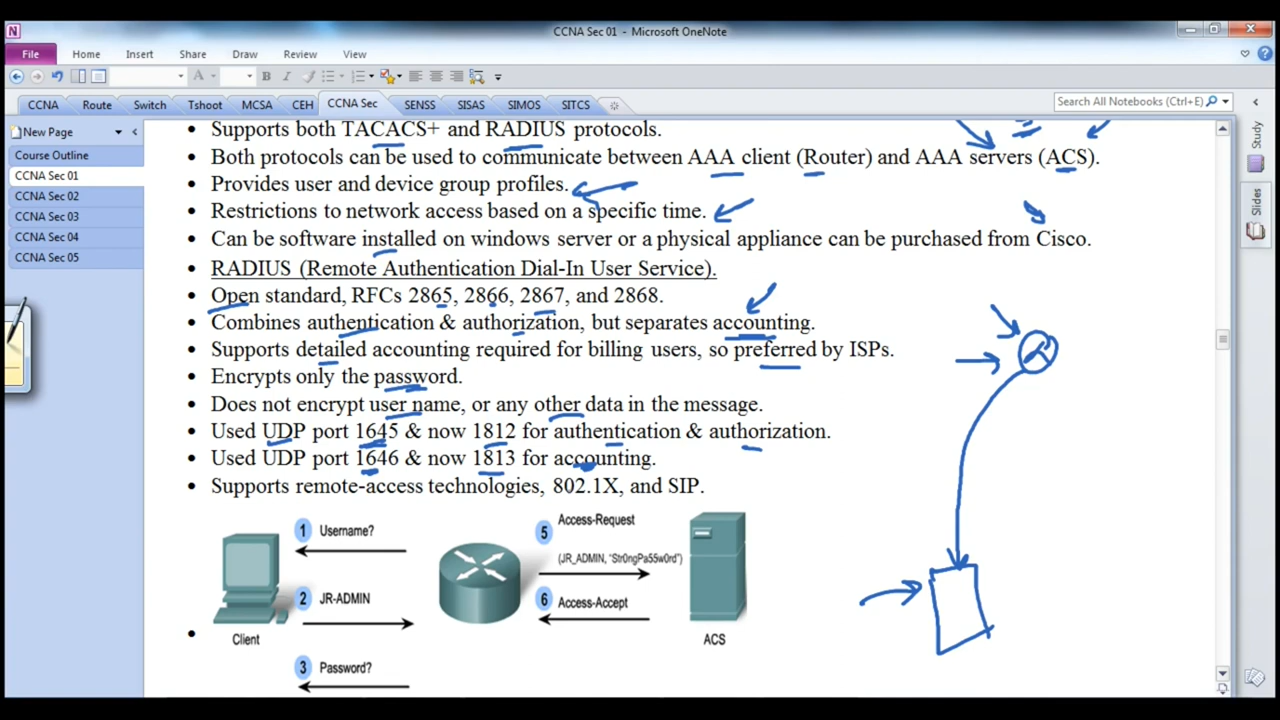 CCNA Sec 01 - Microsoft OneNote
File Home Insert Share Draw Review View
CCNA Route Switch Tshoot MCSA CEH CCNA Sec SENSS SISAS SIMOS SITCS
Search All Notebooks (Ctrl+E)
New Page
Course Outline
CCNA Sec 01
CCNA Sec 02
CCNA Sec 03
CCNA Sec 04
CCNA Sec 05
Study
Slides
• Supports both TACACS+ and RADIUS protocols.
• Both protocols can be used to communicate between AAA client (Router) and AAA servers (ACS).
• Provides user and device group profiles.
• Restrictions to network access based on a specific time.
• Can be software installed on windows server or a physical appliance can be purchased from Cisco.
• RADIUS (Remote Authentication Dial-In User Service).
• Open standard, RFCs 2865, 2866, 2867, and 2868.
• Combines authentication & authorization, but separates accounting.
• Supports detailed accounting required for billing users, so preferred by ISPs.
• Encrypts only the password.
• Does not encrypt user name, or any other data in the message.
• Used UDP port 1645 & now 1812 for authentication & authorization.
• Used UDP port 1646 & now 1813 for accounting.
• Supports remote-access technologies, 802.1X, and SIP.
1 Username?
2 JR-ADMIN
Client
3 Password?
5 Access-Request
(JR_ADMIN, "Str0ngPa55w0rd")
6 Access-Accept
ACS